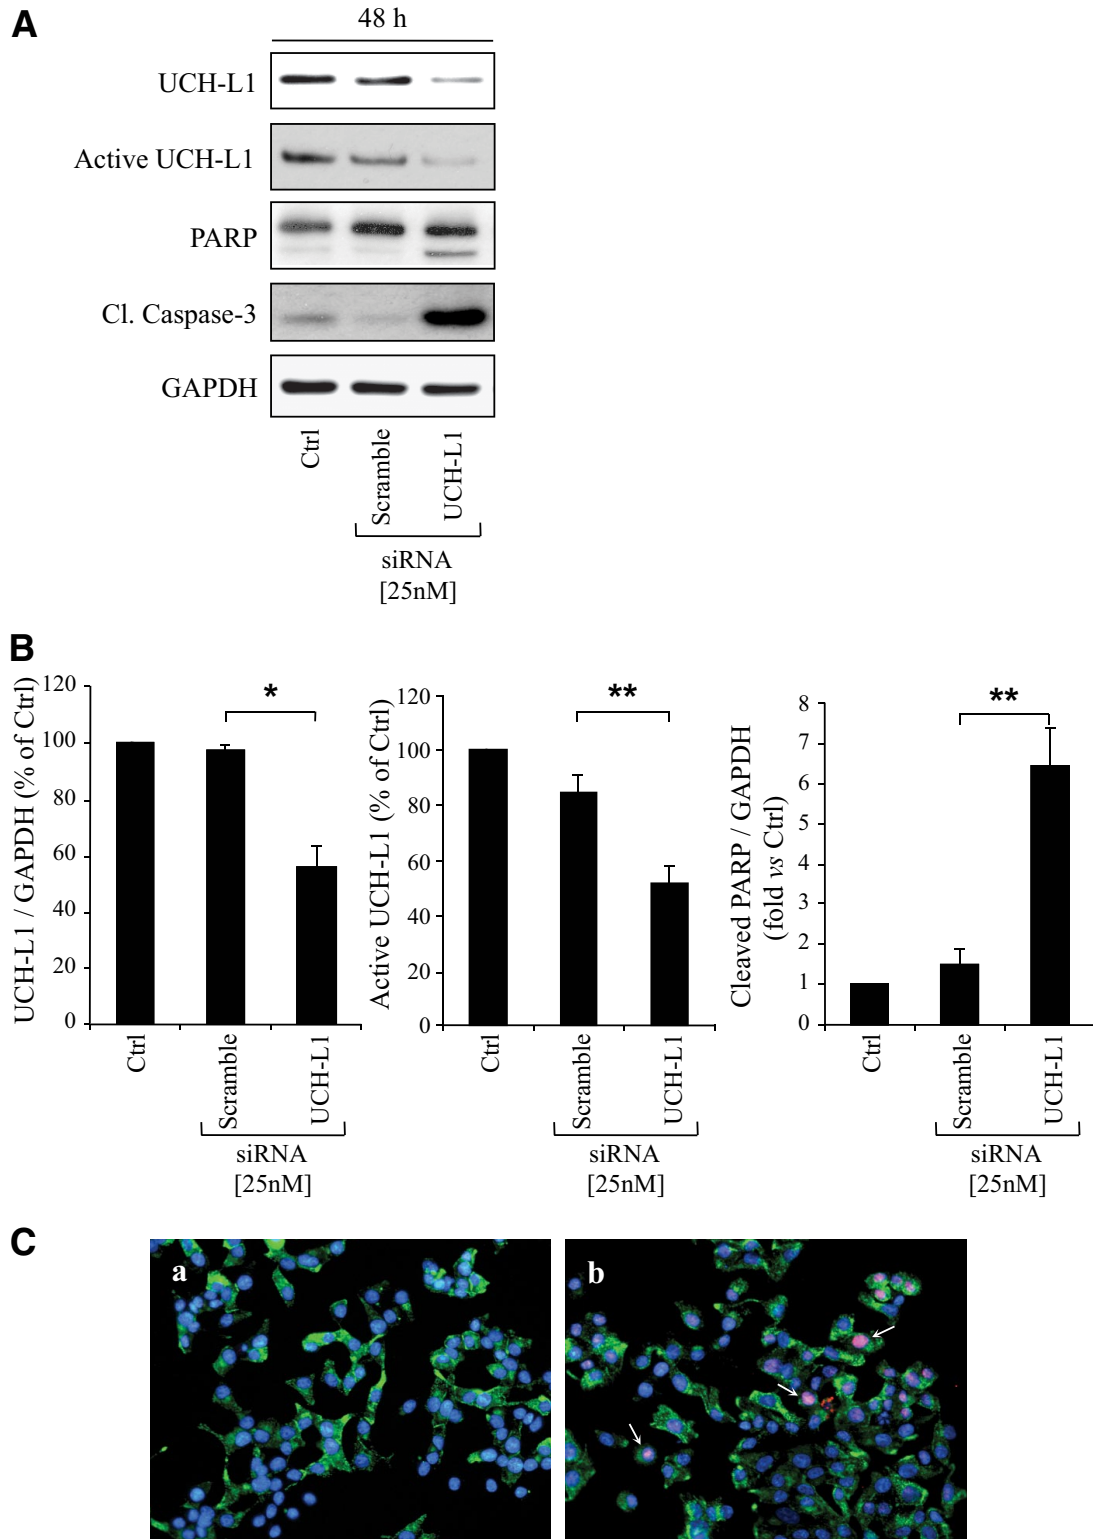 A
48 h
UCH-L1
Active UCH-L1
PARP
Cl. Caspase-3
GAPDH
Ctrl
Scramble
UCH-L1
siRNA
[25nM]
B
UCH-L1 / GAPDH (% of Ctrl)
120
100
80
60
40
20
0
*
Ctrl
Scramble
UCH-L1
siRNA
[25nM]
Active UCH-L1 (% of Ctrl)
120
100
80
60
40
20
0
**
Ctrl
Scramble
UCH-L1
siRNA
[25nM]
Cleaved PARP / GAPDH
(fold vs Ctrl)
8
7
6
5
4
3
2
1
0
**
Ctrl
Scramble
UCH-L1
siRNA
[25nM]
C
a
b